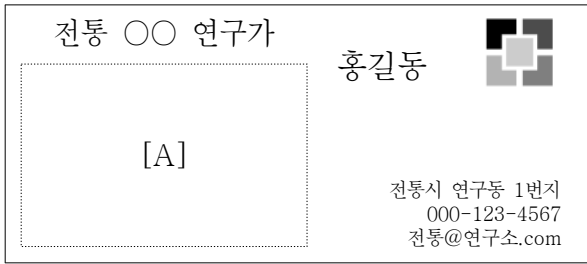 전통 ○○ 연구가
홍길동
[A]
전통시 연구동 1번지
000-123-4567
전통@연구소.com